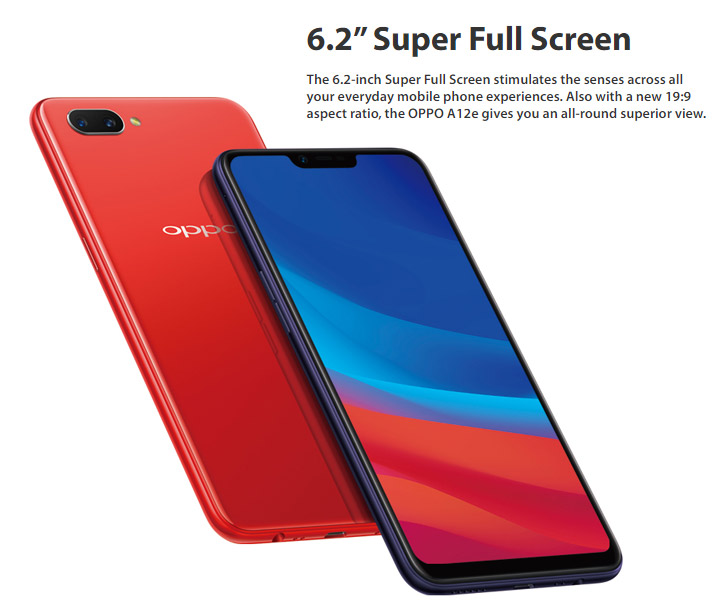 6.2” Super Full Screen
The 6.2-inch Super Full Screen stimulates the senses across all
your everyday mobile phone experiences. Also with a new 19:9
aspect ratio, the OPPO A12e gives you an all-round superior view.
oppo